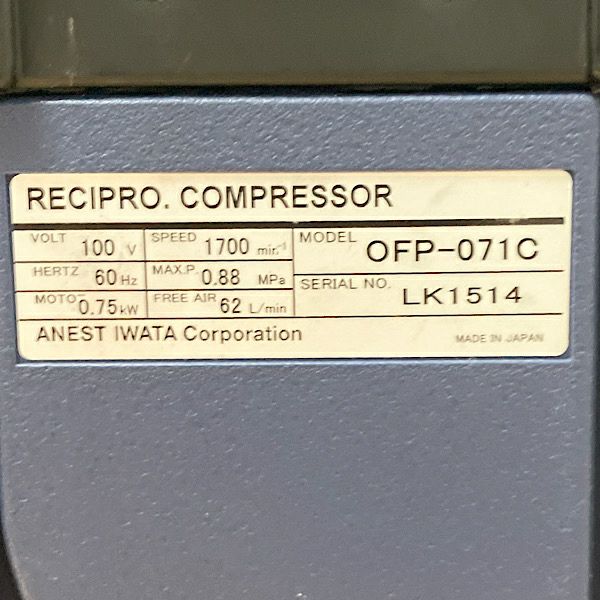 RECIPRO. COMPRESSOR
VOLT 100 V SPEED 1700 min.⁻¹ MODEL OFP-071C
HERTZ 60 Hz MAX.P. 0.88 MPa SERIAL NO. LK1514
MOTO 0.75 kW FREE AIR 62 L/min
ANEST IWATA Corporation MADE IN JAPAN